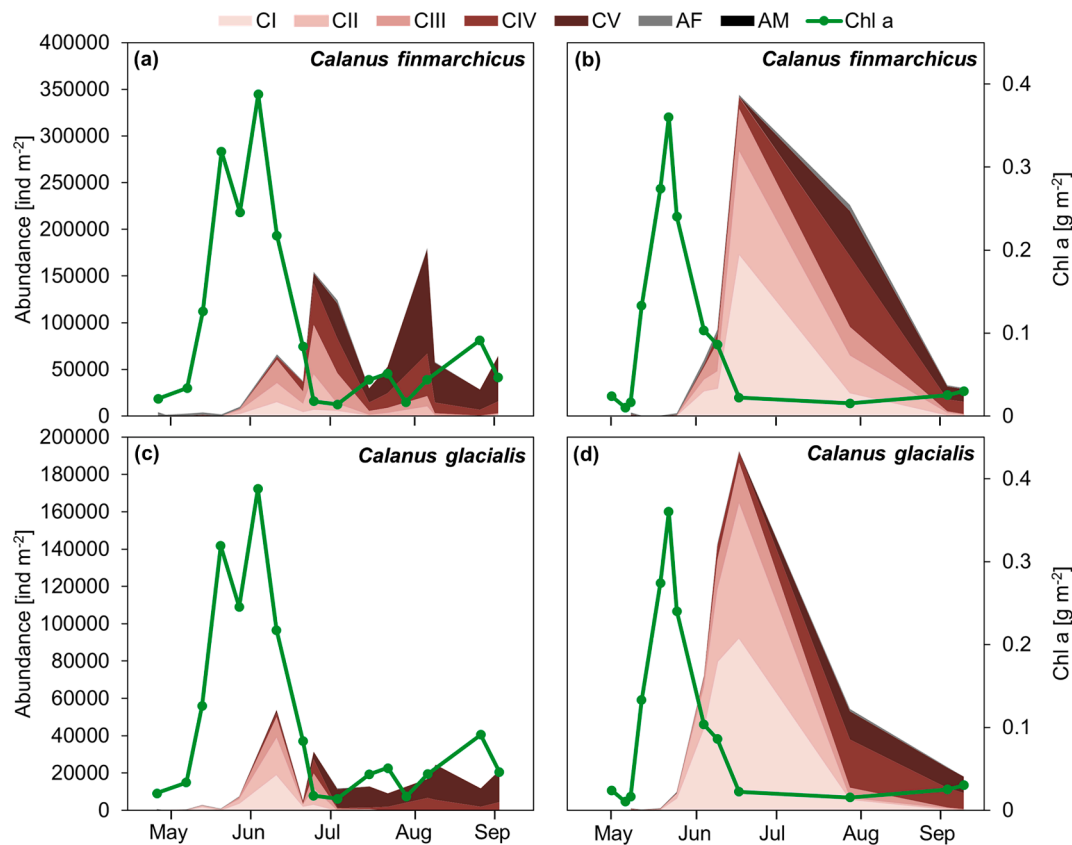 CI CII CIII CIV CV AF AM Chl a
400000
350000
300000
250000
200000
150000
100000
50000
0
Abundance [ind m-2]
(a)
Calanus finmarchicus
(b)
Calanus finmarchicus
0.4
0.3
0.2
0.1
0
Chl a [g m-2]
200000
180000
160000
140000
120000
100000
80000
60000
40000
20000
0
Abundance [ind m-2]
(c)
Calanus glacialis
(d)
Calanus glacialis
0.4
0.3
0.2
0.1
0
Chl a [g m-2]
May Jun Jul Aug Sep
May Jun Jul Aug Sep